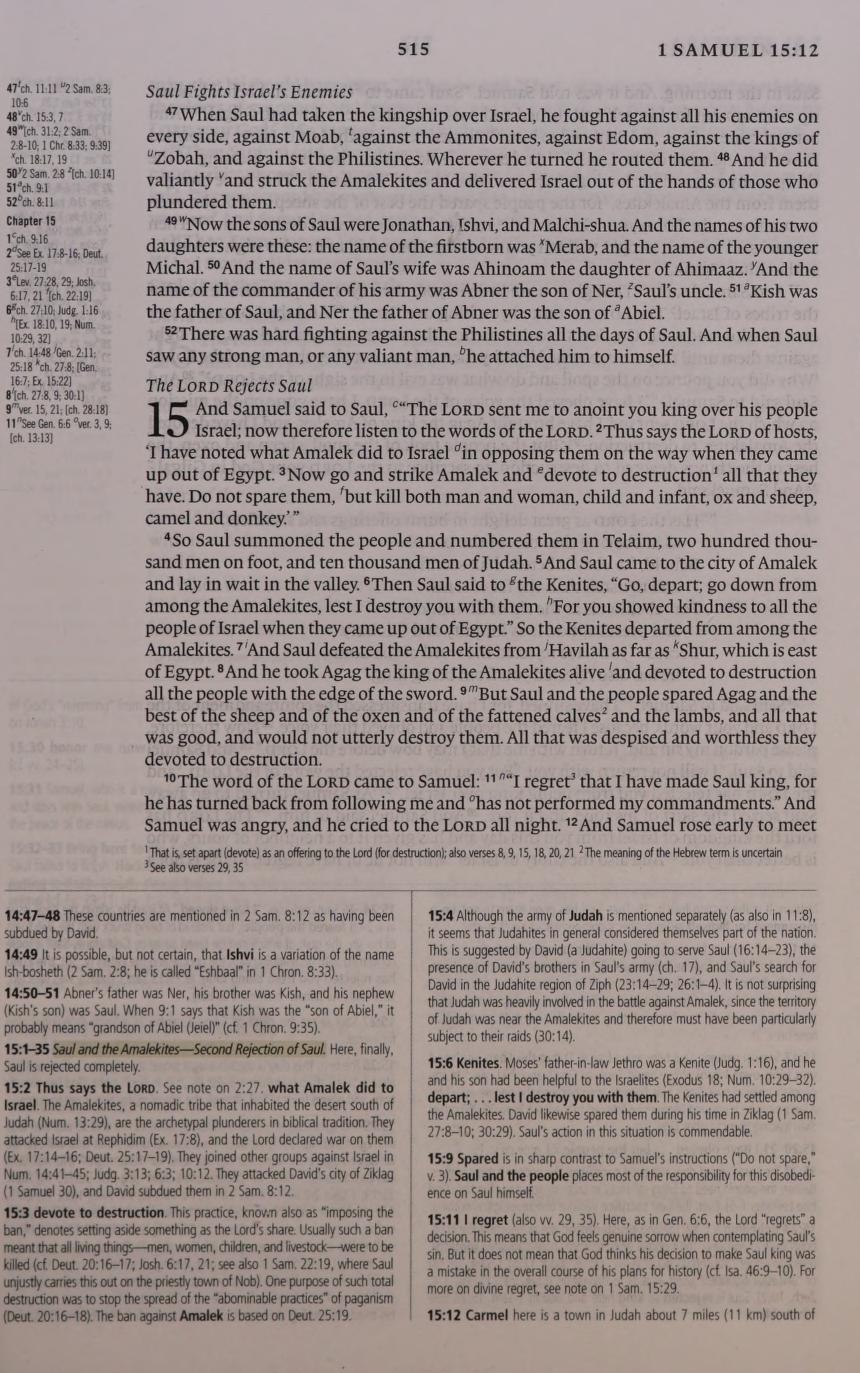 515
1 SAMUEL 15:12
47 t ch. 11:11 u 2 Sam. 8:3;
10:6
48 v ch. 15:3, 7
49 w [ch. 31:2; 2 Sam.
2:8-10; 1 Chr. 8:33; 9:39]
x ch. 18:17, 19
50 y 2 Sam. 2:8 z [ch. 10:14]
51 a ch. 9:1
52 b ch. 8:11
Chapter 15
1 c ch. 9:16
2 d See Ex. 17:8-16; Deut.
25:17-19
3 e Lev. 27:28, 29; Josh.
6:17, 21 f [ch. 22:19]
6 g ch. 27:10; Judg. 1:16
h [Ex. 18:10, 19; Num.
10:29, 32]
7 i ch. 14:48 j Gen. 2:11;
25:18 k ch. 27:8; [Gen.
16:7; Ex. 15:22]
8 l [ch. 27:8, 9; 30:1]
9 m ver. 15, 21; [ch. 28:18]
11 n See Gen. 6:6 o ver. 3, 9;
[ch. 13:13]
Saul Fights Israel's Enemies
47 When Saul had taken the kingship over Israel, he fought against all his enemies on
every side, against Moab, t against the Ammonites, against Edom, against the kings of
u Zobah, and against the Philistines. Wherever he turned he routed them. 48 And he did
valiantly v and struck the Amalekites and delivered Israel out of the hands of those who
plundered them.
49 w Now the sons of Saul were Jonathan, Ishvi, and Malchi-shua. And the names of his two
daughters were these: the name of the firstborn was x Merab, and the name of the younger
Michal. 50 And the name of Saul's wife was Ahinoam the daughter of Ahimaaz. y And the
name of the commander of his army was Abner the son of Ner, z Saul's uncle. 51 a Kish was
the father of Saul, and Ner the father of Abner was the son of a Abiel.
52 There was hard fighting against the Philistines all the days of Saul. And when Saul
saw any strong man, or any valiant man, b he attached him to himself.
The LORD Rejects Saul
15 And Samuel said to Saul, c "The LORD sent me to anoint you king over his people
Israel; now therefore listen to the words of the LORD. 2 Thus says the LORD of hosts,
'I have noted what Amalek did to Israel d in opposing them on the way when they came
up out of Egypt. 3 Now go and strike Amalek and e devote to destruction 1 all that they
have. Do not spare them, f but kill both man and woman, child and infant, ox and sheep,
camel and donkey.'"
4 So Saul summoned the people and numbered them in Telaim, two hundred thou-
sand men on foot, and ten thousand men of Judah. 5 And Saul came to the city of Amalek
and lay in wait in the valley. 6 Then Saul said to g the Kenites, "Go, depart; go down from
among the Amalekites, lest I destroy you with them. h For you showed kindness to all the
people of Israel when they came up out of Egypt." So the Kenites departed from among the
Amalekites. 7 i And Saul defeated the Amalekites from j Havilah as far as k Shur, which is east
of Egypt. 8 And he took Agag the king of the Amalekites alive l and devoted to destruction
all the people with the edge of the sword. 9 m But Saul and the people spared Agag and the
best of the sheep and of the oxen and of the fattened calves 2 and the lambs, and all that
was good, and would not utterly destroy them. All that was despised and worthless they
devoted to destruction.
10 The word of the LORD came to Samuel: 11 n "I regret 3 that I have made Saul king, for
he has turned back from following me and o has not performed my commandments." And
Samuel was angry, and he cried to the LORD all night. 12 And Samuel rose early to meet
1 That is, set apart (devote) as an offering to the Lord (for destruction); also verses 8, 9, 15, 18, 20, 21 2 The meaning of the Hebrew term is uncertain
3 See also verses 29, 35
14:47–48 These countries are mentioned in 2 Sam. 8:12 as having been
subdued by David.
14:49 It is possible, but not certain, that Ishvi is a variation of the name
Ish-bosheth (2 Sam. 2:8; he is called "Eshbaal" in 1 Chron. 8:33).
14:50–51 Abner's father was Ner, his brother was Kish, and his nephew
(Kish's son) was Saul. When 9:1 says that Kish was the "son of Abiel," it
probably means "grandson of Abiel (Jeiel)" (cf. 1 Chron. 9:35).
15:1–35 Saul and the Amalekites—Second Rejection of Saul. Here, finally,
Saul is rejected completely.
15:2 Thus says the LORD. See note on 2:27. what Amalek did to
Israel. The Amalekites, a nomadic tribe that inhabited the desert south of
Judah (Num. 13:29), are the archetypal plunderers in biblical tradition. They
attacked Israel at Rephidim (Ex. 17:8), and the Lord declared war on them
(Ex. 17:14–16; Deut. 25:17–19). They joined other groups against Israel in
Num. 14:41–45; Judg. 3:13; 6:3; 10:12. They attacked David's city of Ziklag
(1 Samuel 30), and David subdued them in 2 Sam. 8:12.
15:3 devote to destruction. This practice, known also as "imposing the
ban," denotes setting aside something as the Lord's share. Usually such a ban
meant that all living things—men, women, children, and livestock—were to be
killed (cf. Deut. 20:16–17; Josh. 6:17, 21; see also 1 Sam. 22:19, where Saul
unjustly carries this out on the priestly town of Nob). One purpose of such total
destruction was to stop the spread of the "abominable practices" of paganism
(Deut. 20:16–18). The ban against Amalek is based on Deut. 25:19.
15:4 Although the army of Judah is mentioned separately (as also in 11:8),
it seems that Judahites in general considered themselves part of the nation.
This is suggested by David (a Judahite) going to serve Saul (16:14–23), the
presence of David's brothers in Saul's army (ch. 17), and Saul's search for
David in the Judahite region of Ziph (23:14–29; 26:1–4). It is not surprising
that Judah was heavily involved in the battle against Amalek, since the territory
of Judah was near the Amalekites and therefore must have been particularly
subject to their raids (30:14).
15:6 Kenites. Moses' father-in-law Jethro was a Kenite (Judg. 1:16), and he
and his son had been helpful to the Israelites (Exodus 18; Num. 10:29–32).
depart; . . . lest I destroy you with them. The Kenites had settled among
the Amalekites. David likewise spared them during his time in Ziklag (1 Sam.
27:8–10; 30:29). Saul's action in this situation is commendable.
15:9 Spared is in sharp contrast to Samuel's instructions ("Do not spare,"
v. 3). Saul and the people places most of the responsibility for this disobedi-
ence on Saul himself.
15:11 I regret (also vv. 29, 35). Here, as in Gen. 6:6, the Lord "regrets" a
decision. This means that God feels genuine sorrow when contemplating Saul's
sin. But it does not mean that God thinks his decision to make Saul king was
a mistake in the overall course of his plans for history (cf. Isa. 46:9–10). For
more on divine regret, see note on 1 Sam. 15:29.
15:12 Carmel here is a town in Judah about 7 miles (11 km) south of